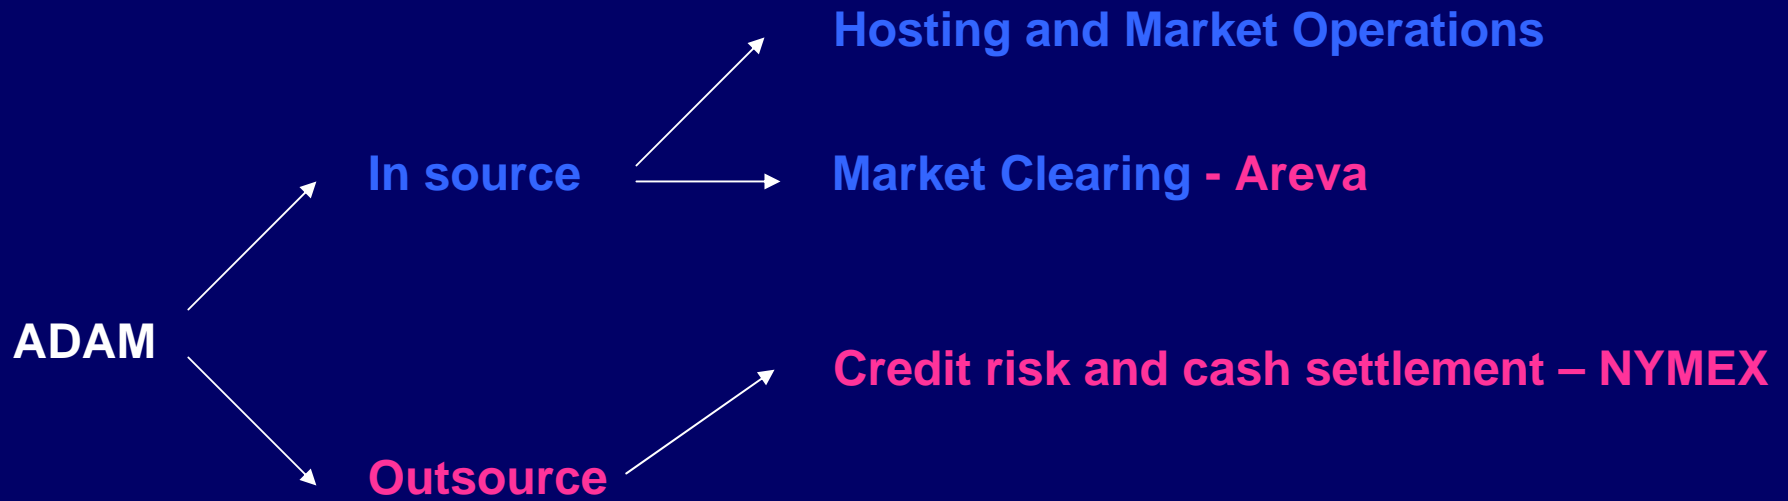 Hosting and Market Operations
In source
Market Clearing - Areva
ADAM
Credit risk and cash settlement – NYMEX
Outsource